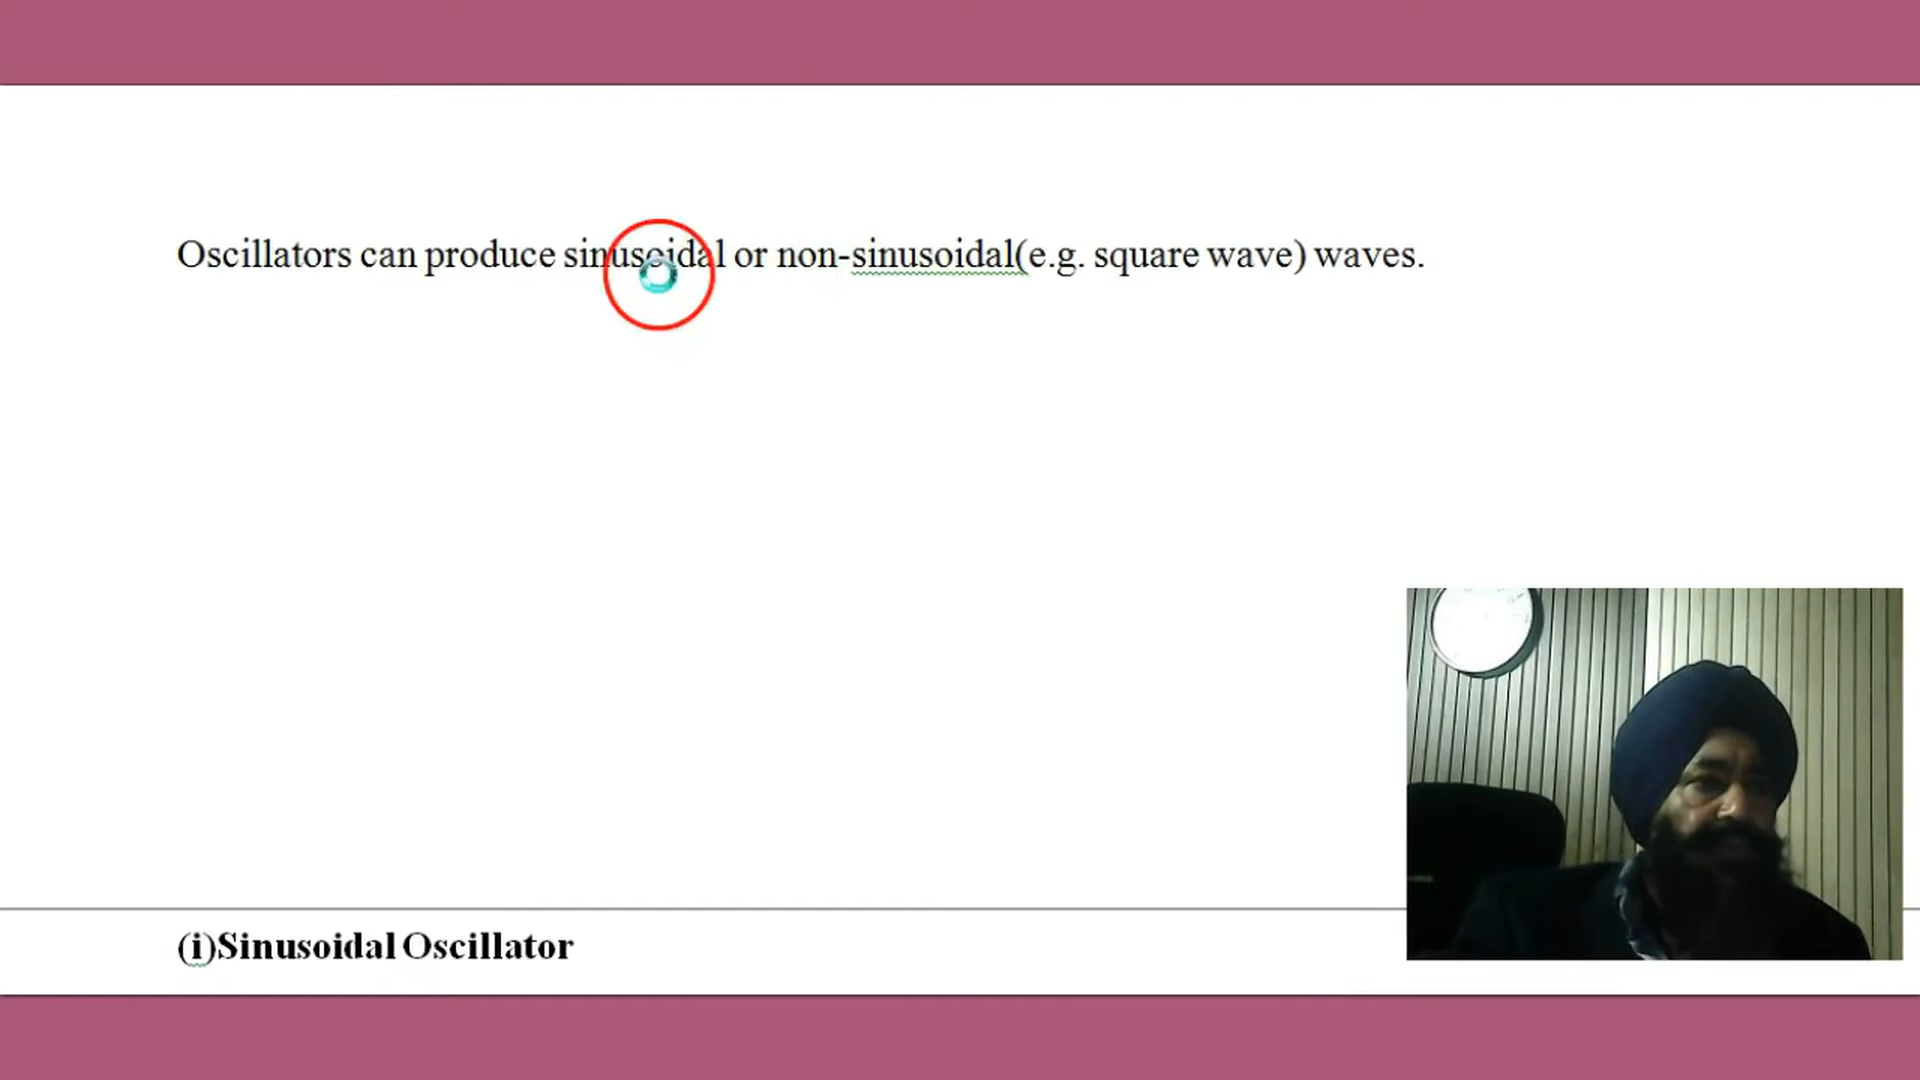 Oscillators can produce sinusoidal or non-sinusoidal(e.g. square wave) waves.
(i)Sinusoidal Oscillator